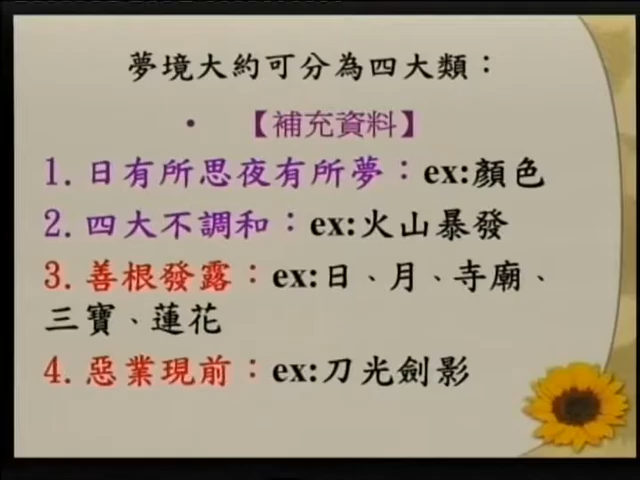 夢境大約可分為四大類：
• 【補充資料】
1. 日有所思夜有所夢：ex:顏色
2. 四大不調和：ex:火山暴發
3. 善根發露：ex:日、月、寺廟、
三寶、蓮花
4. 惡業現前：ex:刀光劍影